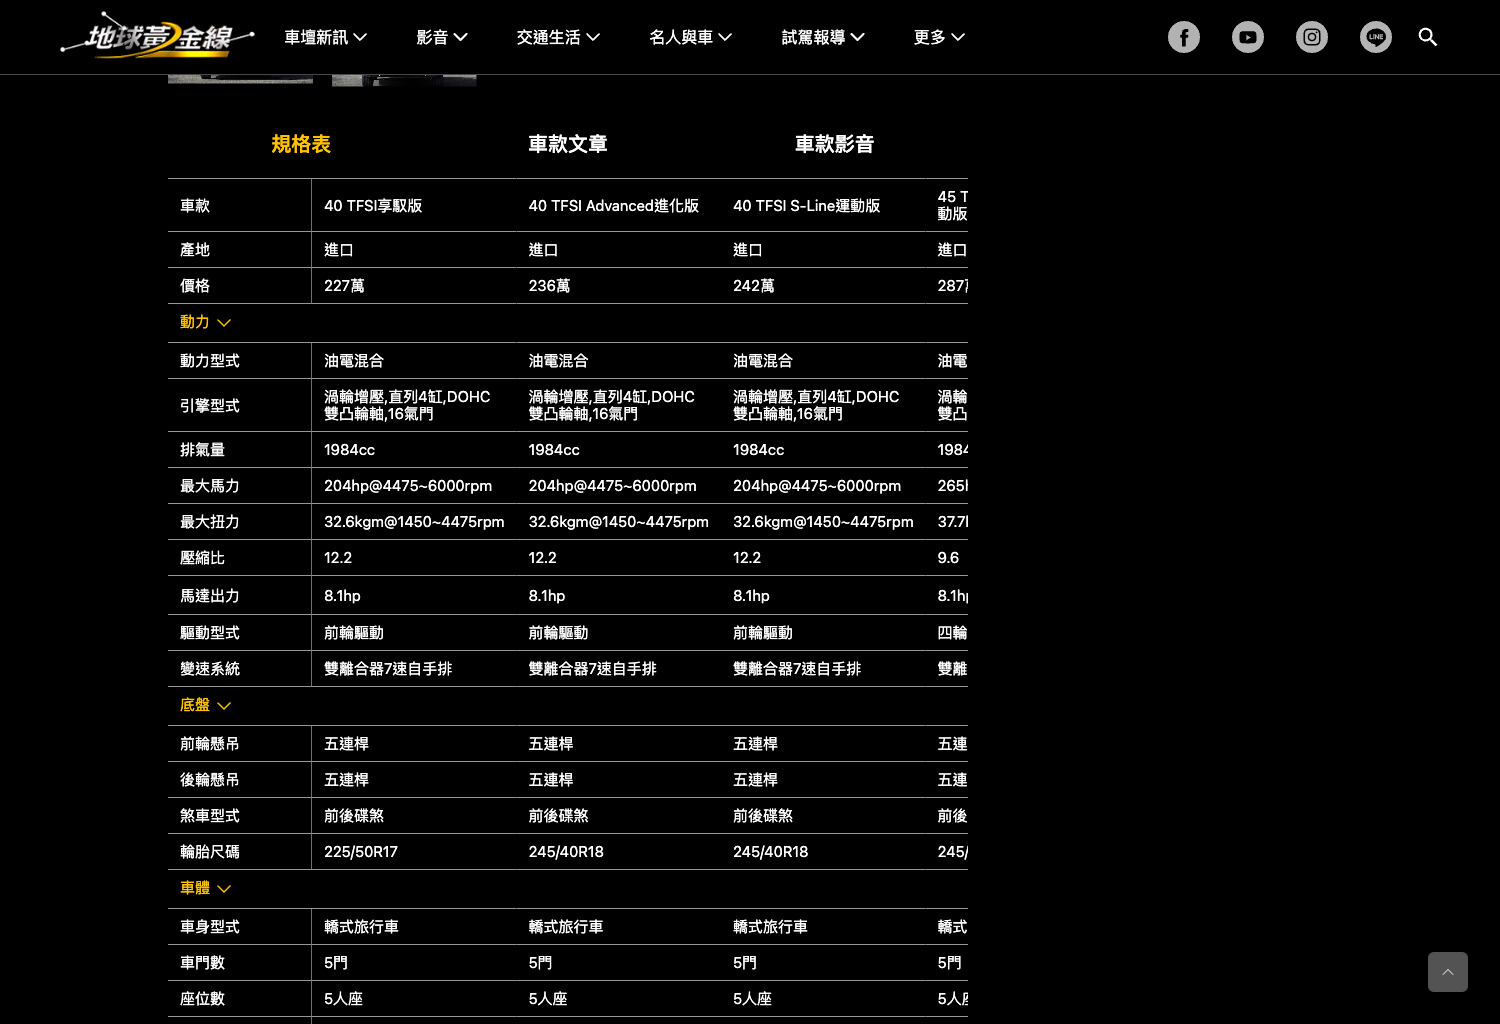 地球黃金線
車壇新訊 影音 交通生活 名人與車 試駕報導 更多
LINE
規格表 車款文章 車款影音
車款 40 TFSI享馭版 40 TFSI Advanced進化版 40 TFSI S-Line運動版 45 T
動版
產地 進口 進口 進口 進口
價格 227萬 236萬 242萬 287
動力
動力型式 油電混合 油電混合 油電混合 油電
引擎型式 渦輪增壓,直列4缸,DOHC 渦輪增壓,直列4缸,DOHC 渦輪增壓,直列4缸,DOHC 渦輪
雙凸輪軸,16氣門 雙凸輪軸,16氣門 雙凸輪軸,16氣門 雙凸
排氣量 1984cc 1984cc 1984cc 1984
最大馬力 204hp@4475~6000rpm 204hp@4475~6000rpm 204hp@4475~6000rpm 265
最大扭力 32.6kgm@1450~4475rpm 32.6kgm@1450~4475rpm 32.6kgm@1450~4475rpm 37.7
壓縮比 12.2 12.2 12.2 9.6
馬達出力 8.1hp 8.1hp 8.1hp 8.1hp
驅動型式 前輪驅動 前輪驅動 前輪驅動 四輪
變速系統 雙離合器7速自手排 雙離合器7速自手排 雙離合器7速自手排 雙離
底盤
前輪懸吊 五連桿 五連桿 五連桿 五連
後輪懸吊 五連桿 五連桿 五連桿 五連
煞車型式 前後碟煞 前後碟煞 前後碟煞 前後
輪胎尺碼 225/50R17 245/40R18 245/40R18 245/
車體
車身型式 轎式旅行車 轎式旅行車 轎式旅行車 轎式
車門數 5門 5門 5門 5門
座位數 5人座 5人座 5人座 5人